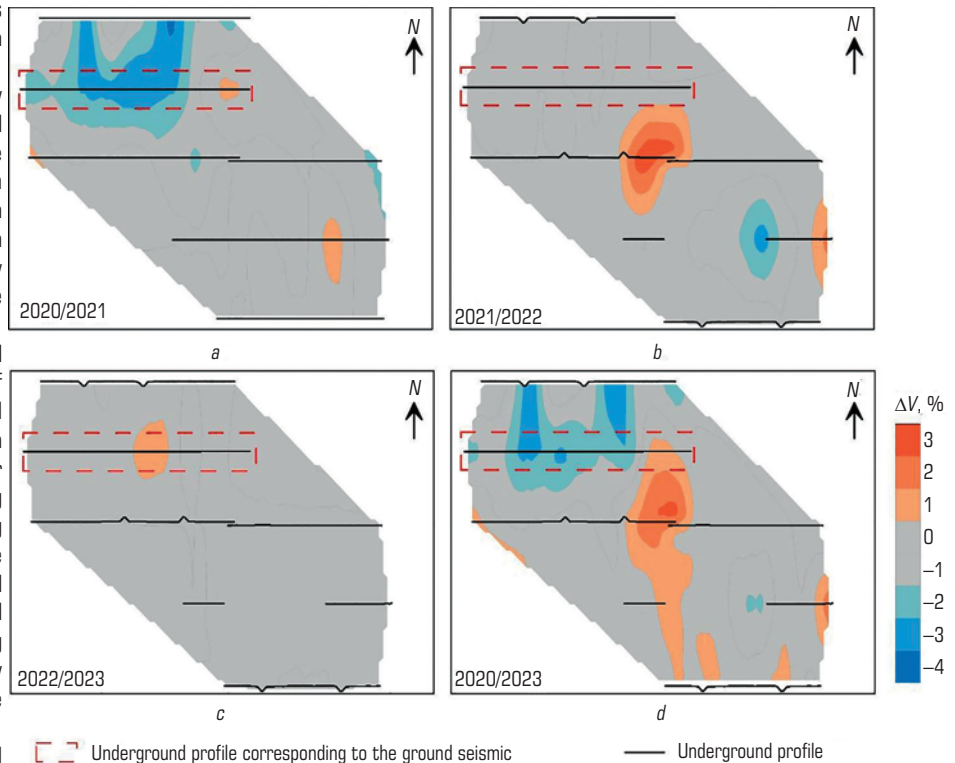 N
2020/2021
a
N
2021/2022
b
N
2022/2023
c
N
2020/2023
d
ΔV, %
3
2
1
0
–1
–2
–3
–4
Underground profile corresponding to the ground seismic
Underground profile